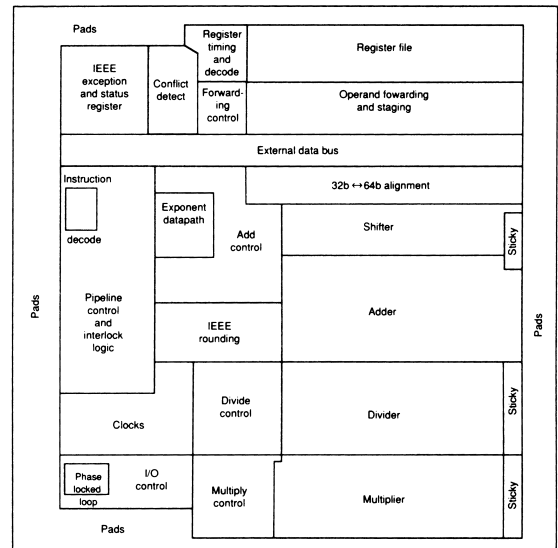 Pads
Register
timing
and
decode
Register file
IEEE
exception
and status
register
Conflict
detect
Forward-
ing
control
Operand fowarding
and staging
External data bus
Instruction
decode
32b ↔ 64b alignment
Exponent
datapath
Add
control
Shifter
Sticky
Pads
Pipeline
control
and
interlock
logic
Adder
Pads
IEEE
rounding
Clocks
Divide
control
Divider
Sticky
Phase
locked
loop
I/O
control
Multiply
control
Multiplier
Sticky
Pads